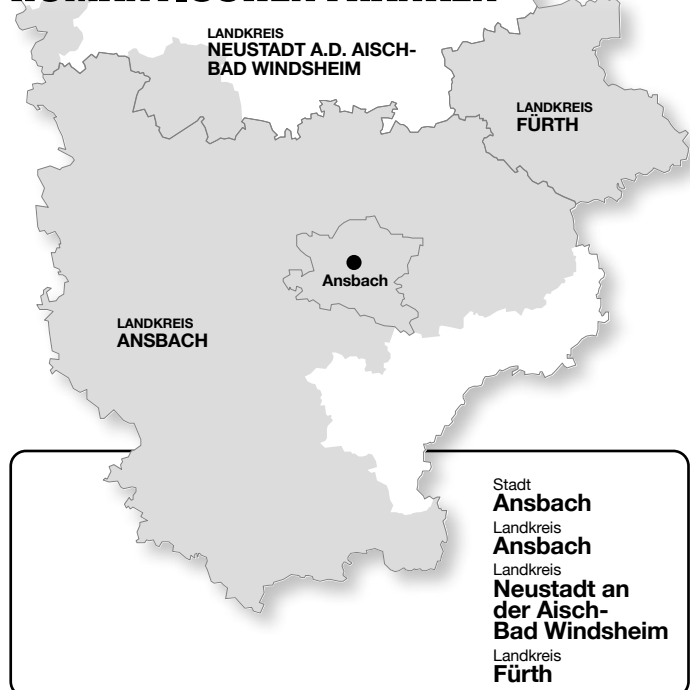 LANDKREIS
NEUSTADT A.D. AISCH-
BAD WINDSHEIM
LANDKREIS
FÜRTH
Ansbach
LANDKREIS
ANSBACH
Stadt
Ansbach
Landkreis
Ansbach
Landkreis
Neustadt an
der Aisch-
Bad Windsheim
Landkreis
Fürth